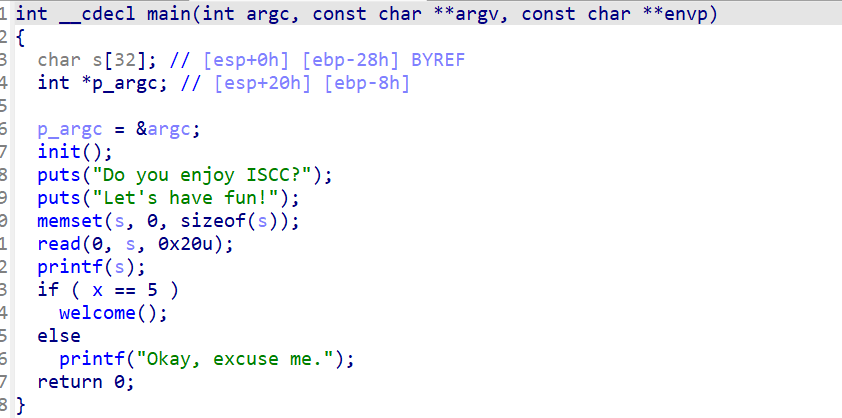 1 int __cdecl main(int argc, const char **argv, const char **envp)
2 {
3   char s[32]; // [esp+0h] [ebp-28h] BYREF
4   int *p_argc; // [esp+20h] [ebp-8h]
5
6   p_argc = &argc;
7   init();
8   puts("Do you enjoy ISCC?");
9   puts("Let's have fun!");
0   memset(s, 0, sizeof(s));
1   read(0, s, 0x20u);
2   printf(s);
3   if ( x == 5 )
4     welcome();
5   else
6     printf("Okay, excuse me.");
7   return 0;
8 }